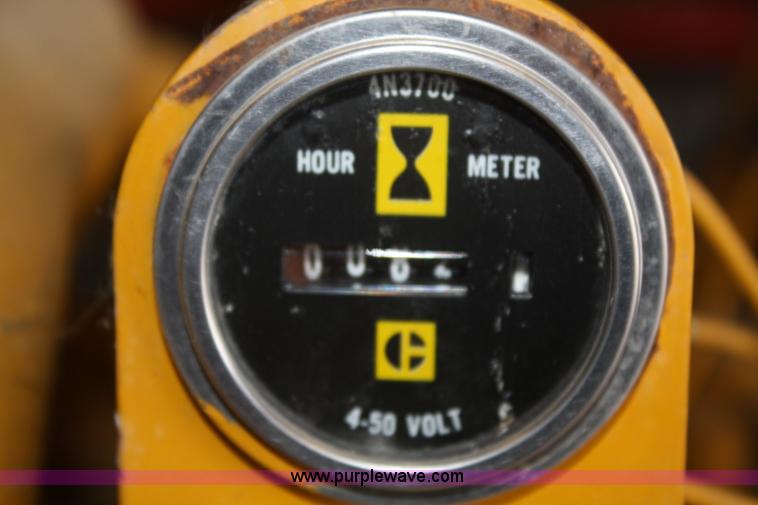 4N3700
HOUR METER
4-50 VOLT
www.purplewave.com